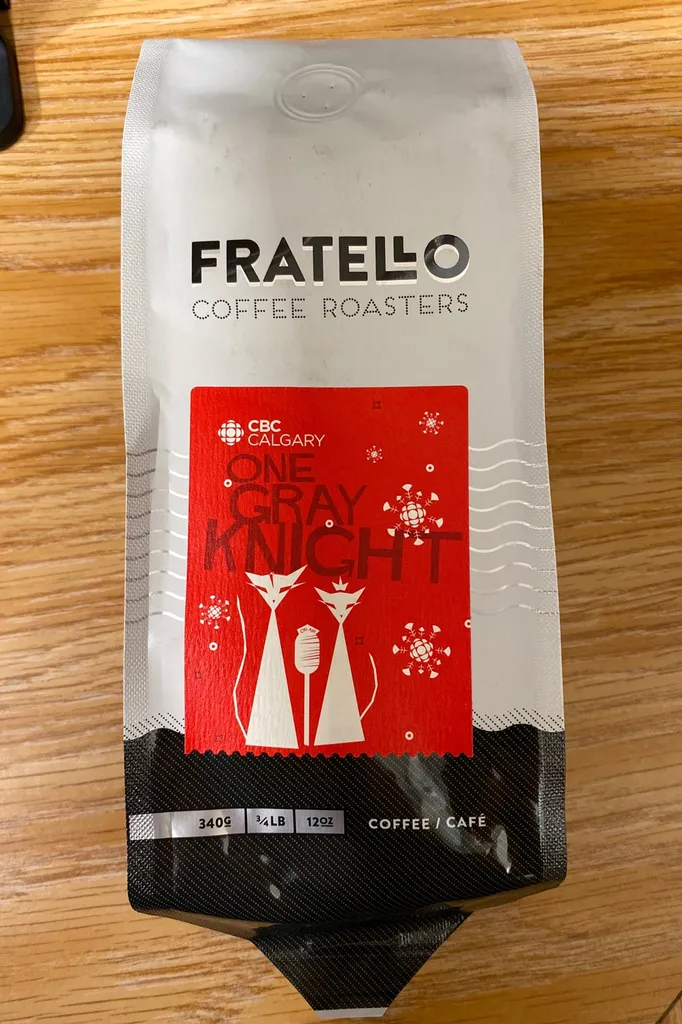 FRATELLO
COFFEE ROASTERS
CBC
CALGARY
ONE
GRAY
KNIGHT
340G ¾LB 12OZ COFFEE / CAFÉ